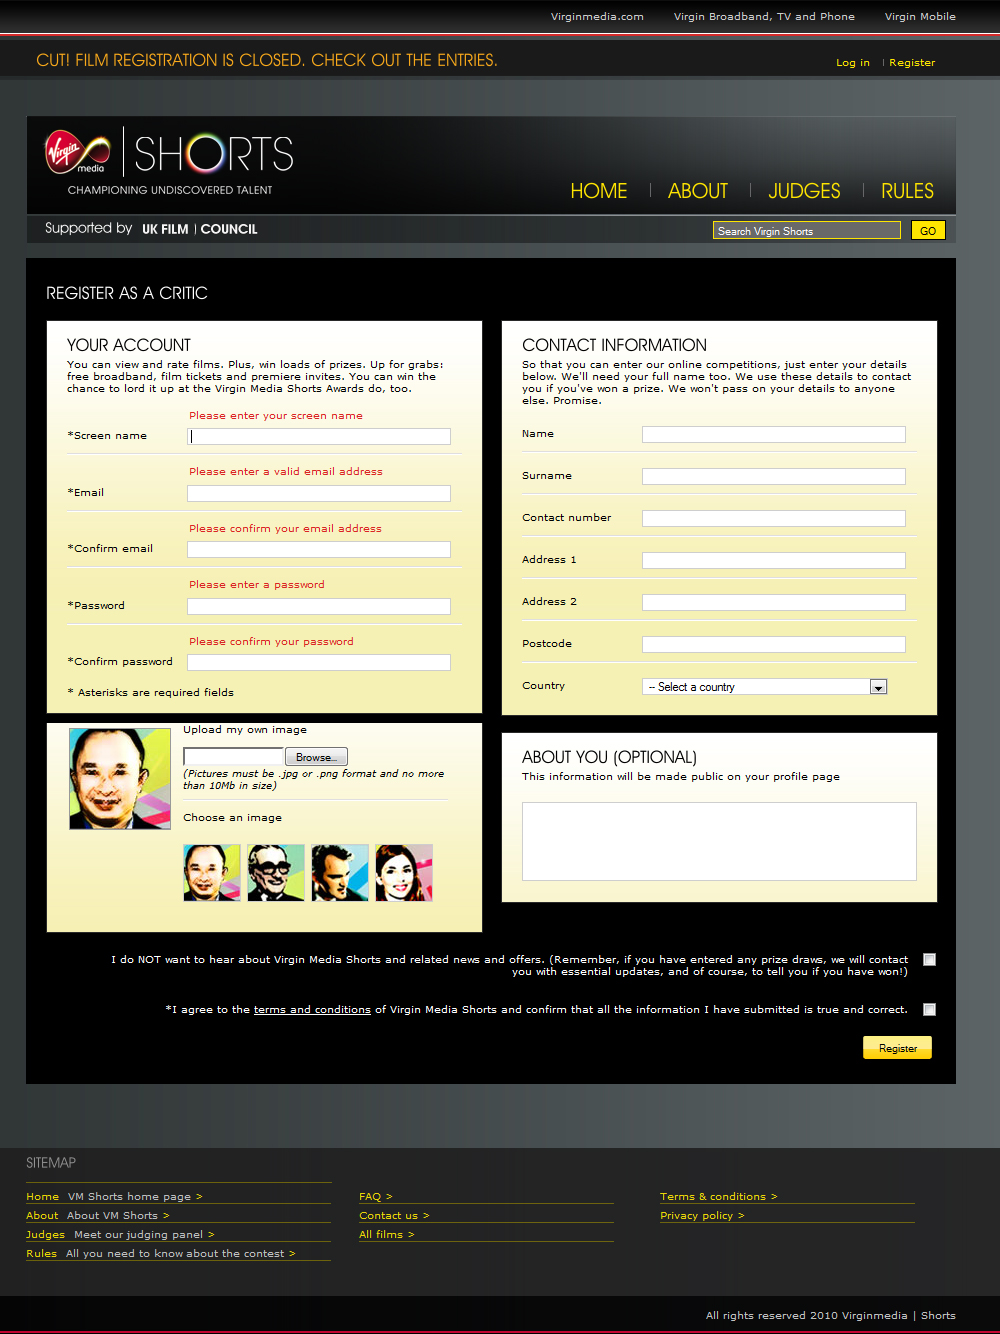 Virginmedia.com Virgin Broadband, TV and Phone Virgin Mobile
CUT! FILM REGISTRATION IS CLOSED. CHECK OUT THE ENTRIES.
Log in | Register
Virgin media | SHORTS
CHAMPIONING UNDISCOVERED TALENT
HOME | ABOUT | JUDGES | RULES
Supported by UK FILM | COUNCIL
Search Virgin Shorts GO
REGISTER AS A CRITIC
YOUR ACCOUNT
You can view and rate films. Plus, win loads of prizes. Up for grabs:
free broadband, film tickets and premiere invites. You can win the
chance to lord it up at the Virgin Media Shorts Awards do, too.
Please enter your screen name
*Screen name
Please enter a valid email address
*Email
Please confirm your email address
*Confirm email
Please enter a password
*Password
Please confirm your password
*Confirm password
* Asterisks are required fields
Upload my own image
Browse...
(Pictures must be .jpg or .png format and no more
than 10Mb in size)
Choose an image
CONTACT INFORMATION
So that you can enter our online competitions, just enter your details
below. We'll need your full name too. We use these details to contact
you if you've won a prize. We won't pass on your details to anyone
else. Promise.
Name
Surname
Contact number
Address 1
Address 2
Postcode
Country -- Select a country
ABOUT YOU (OPTIONAL)
This information will be made public on your profile page
I do NOT want to hear about Virgin Media Shorts and related news and offers. (Remember, if you have entered any prize draws, we will contact
you with essential updates, and of course, to tell you if you have won!)
*I agree to the terms and conditions of Virgin Media Shorts and confirm that all the information I have submitted is true and correct.
Register
SITEMAP
Home VM Shorts home page >
About About VM Shorts >
Judges Meet our judging panel >
Rules All you need to know about the contest >
FAQ >
Contact us >
All films >
Terms & conditions >
Privacy policy >
All rights reserved 2010 Virginmedia | Shorts